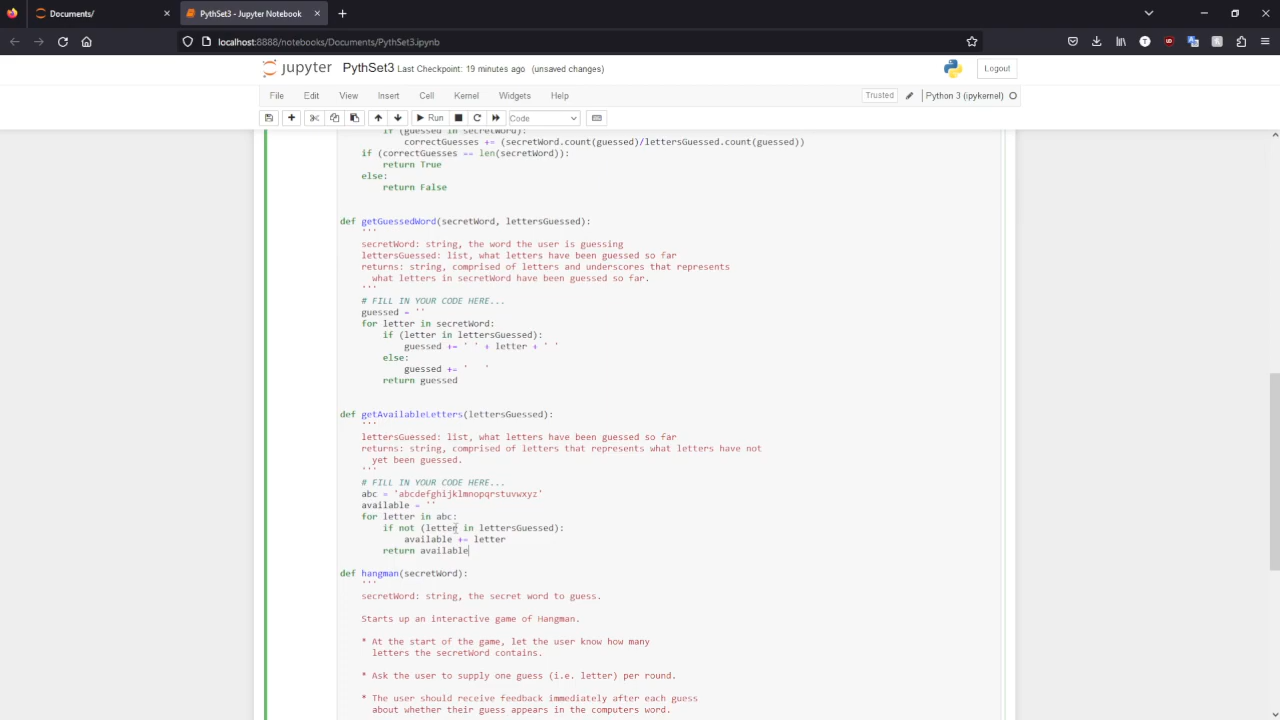 Documents/
PythSet3 - Jupyter Notebook
localhost:8888/notebooks/Documents/PythSet3.ipynb
jupyter PythSet3 Last Checkpoint: 19 minutes ago (unsaved changes)
Logout
File Edit View Insert Cell Kernel Widgets Help
Trusted Python 3 (ipykernel)
Run Code
if (guessed in secretWord):
correctGuesses += (secretWord.count(guessed)/lettersGuessed.count(guessed))
if (correctGuesses == len(secretWord)):
return True
else:
return False
def getGuessedWord(secretWord, lettersGuessed):
'''
secretWord: string, the word the user is guessing
lettersGuessed: list, what letters have been guessed so far
returns: string, comprised of letters and underscores that represents
what letters in secretWord have been guessed so far.
'''
# FILL IN YOUR CODE HERE...
guessed = ''
for letter in secretWord:
if (letter in lettersGuessed):
guessed += ' ' + letter + ' '
else:
guessed += '   '
return guessed
def getAvailableLetters(lettersGuessed):
'''
lettersGuessed: list, what letters have been guessed so far
returns: string, comprised of letters that represents what letters have not
yet been guessed.
'''
# FILL IN YOUR CODE HERE...
abc = 'abcdefghijklmnopqrstuvwxyz'
available = ''
for letter in abc:
if not (letter in lettersGuessed):
available += letter
return available
def hangman(secretWord):
'''
secretWord: string, the secret word to guess.
Starts up an interactive game of Hangman.
* At the start of the game, let the user know how many
letters the secretWord contains.
* Ask the user to supply one guess (i.e. letter) per round.
* The user should receive feedback immediately after each guess
about whether their guess appears in the computers word.